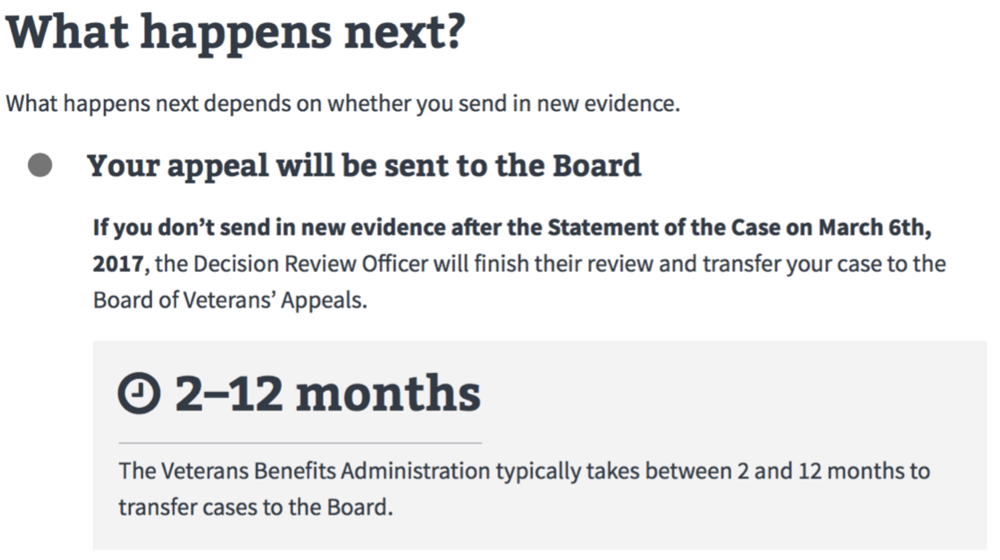 What happens next?
What happens next depends on whether you send in new evidence.
Your appeal will be sent to the Board
If you don’t send in new evidence after the Statement of the Case on March 6th,
2017, the Decision Review Officer will finish their review and transfer your case to the
Board of Veterans’ Appeals.
2–12 months
The Veterans Benefits Administration typically takes between 2 and 12 months to
transfer cases to the Board.